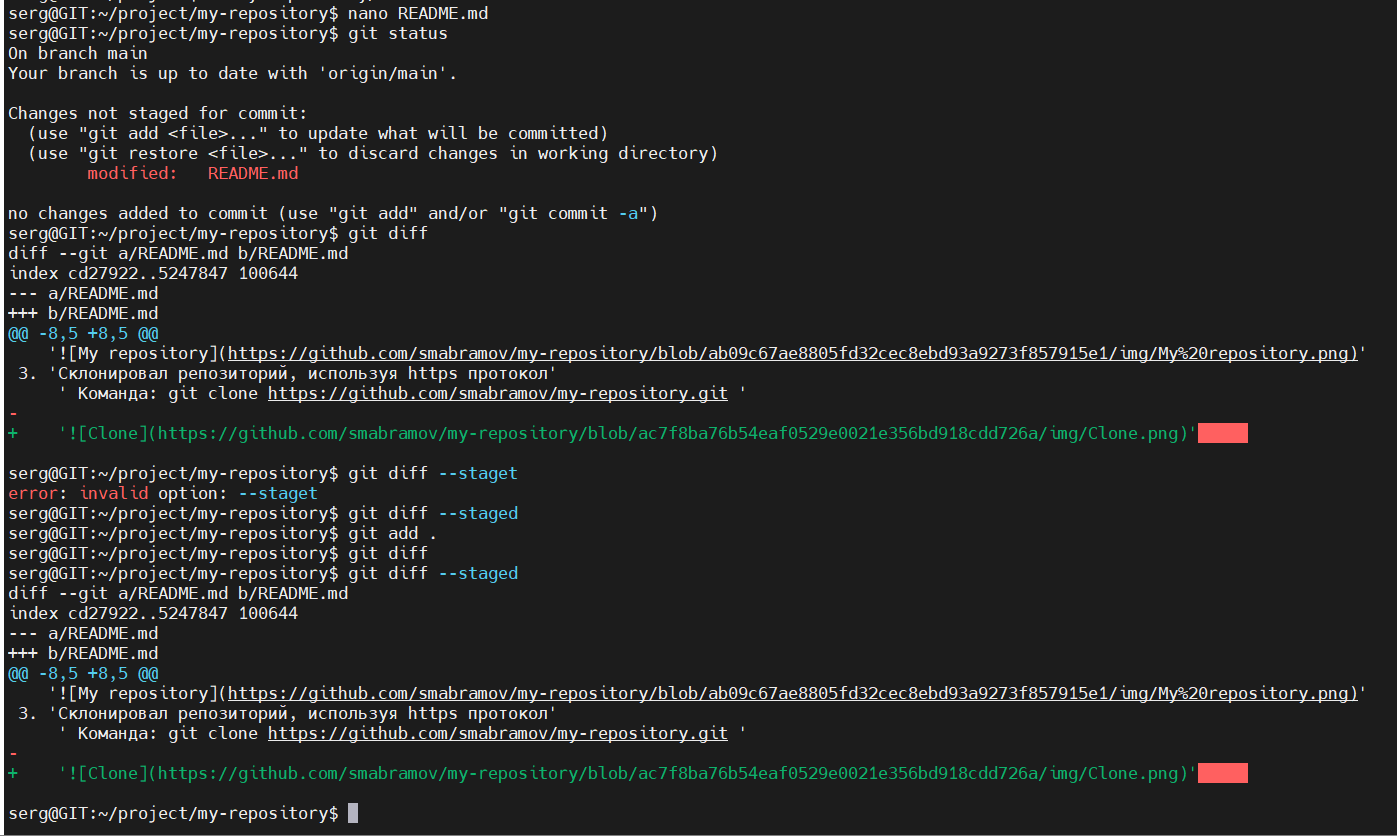 serg@GIT:~/project/my-repository$ nano README.md
serg@GIT:~/project/my-repository$ git status
On branch main
Your branch is up to date with 'origin/main'.
Changes not staged for commit:
  (use "git add <file>..." to update what will be committed)
  (use "git restore <file>..." to discard changes in working directory)
        modified:   README.md
no changes added to commit (use "git add" and/or "git commit -a")
serg@GIT:~/project/my-repository$ git diff
diff --git a/README.md b/README.md
index cd27922..5247847 100644
--- a/README.md
+++ b/README.md
@@ -8,5 +8,5 @@
    '![My repository](https://github.com/smabramov/my-repository/blob/ab09c67ae8805fd32cec8ebd93a9273f857915e1/img/My%20repository.png)'
 3. 'Склонировал репозиторий, используя https протокол'
     ' Команда: git clone https://github.com/smabramov/my-repository.git '
-
+    '![Clone](https://github.com/smabramov/my-repository/blob/ac7f8ba76b54eaf0529e0021e356bd918cdd726a/img/Clone.png)'
serg@GIT:~/project/my-repository$ git diff --staget
error: invalid option: --staget
serg@GIT:~/project/my-repository$ git diff --staged
serg@GIT:~/project/my-repository$ git add .
serg@GIT:~/project/my-repository$ git diff
serg@GIT:~/project/my-repository$ git diff --staged
diff --git a/README.md b/README.md
index cd27922..5247847 100644
--- a/README.md
+++ b/README.md
@@ -8,5 +8,5 @@
    '![My repository](https://github.com/smabramov/my-repository/blob/ab09c67ae8805fd32cec8ebd93a9273f857915e1/img/My%20repository.png)'
 3. 'Склонировал репозиторий, используя https протокол'
     ' Команда: git clone https://github.com/smabramov/my-repository.git '
-
+    '![Clone](https://github.com/smabramov/my-repository/blob/ac7f8ba76b54eaf0529e0021e356bd918cdd726a/img/Clone.png)'
serg@GIT:~/project/my-repository$